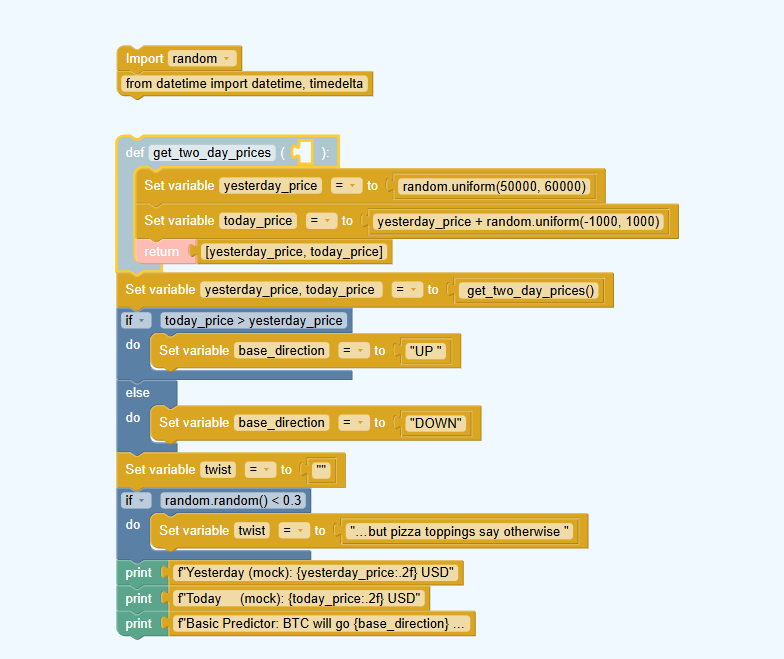 Import random
from datetime import datetime, timedelta
def get_two_day_prices ( ):
Set variable yesterday_price = to random.uniform(50000, 60000)
Set variable today_price = to yesterday_price + random.uniform(-1000, 1000)
return [yesterday_price, today_price]
Set variable yesterday_price, today_price = to get_two_day_prices()
if today_price > yesterday_price
do Set variable base_direction = to "UP "
else
do Set variable base_direction = to "DOWN"
Set variable twist = to ""
if random.random() < 0.3
do Set variable twist = to "...but pizza toppings say otherwise "
print f"Yesterday (mock): {yesterday_price:.2f} USD"
print f"Today     (mock): {today_price:.2f} USD"
print f"Basic Predictor: BTC will go {base_direction} ...